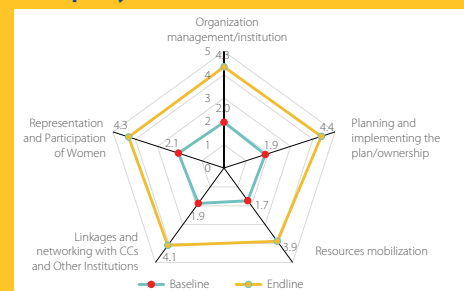 Organization
management/institution
5
4.3
4
3
2.0
2
1
0
Representation
and Participation
of Women
4.3
2.1
4.4
1.9
Planning and
implementing the
plan/ownership
1.9
1.7
Linkages and
networking with CCs
and Other Institutions
4.1
3.9
Resources mobilization
Baseline
Endline